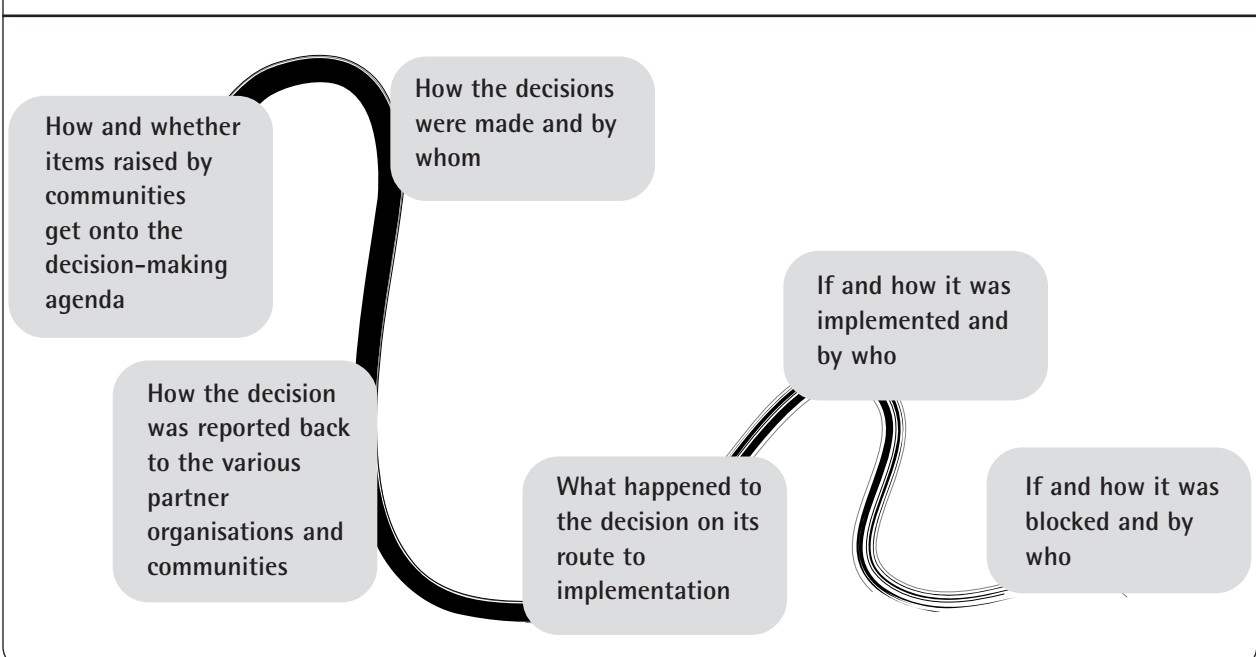 How and whether
items raised by
communities
get onto the
decision-making
agenda
How the decisions
were made and by
whom
How the decision
was reported back
to the various
partner
organisations and
communities
What happened to
the decision on its
route to
implementation
If and how it was
implemented and
by who
If and how it was
blocked and by
who